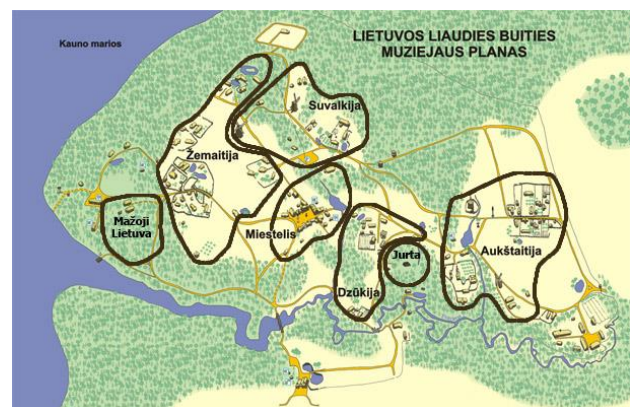 Kauno marios
LIETUVOS LIAUDIES BUITIES
MUZIEJAUS PLANAS
Suvalkija
Žemaitija
Mažoji
Lietuva
Miestelis
Jurta
Aukštaitija
Dzūkija